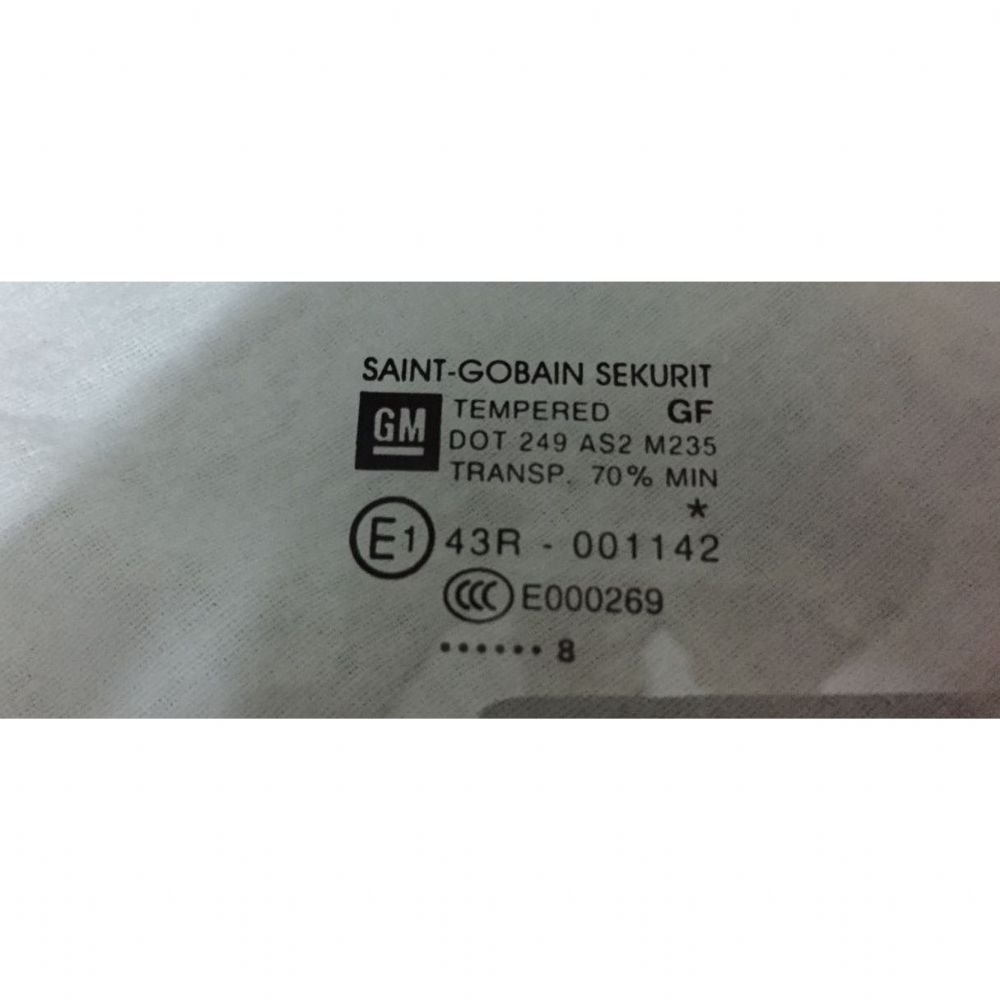 SAINT-GOBAIN SEKURIT
GM TEMPERED GF
DOT 249 AS2 M235
TRANSP. 70% MIN
*
E1 43R - 001142
CCC E000269
...... 8